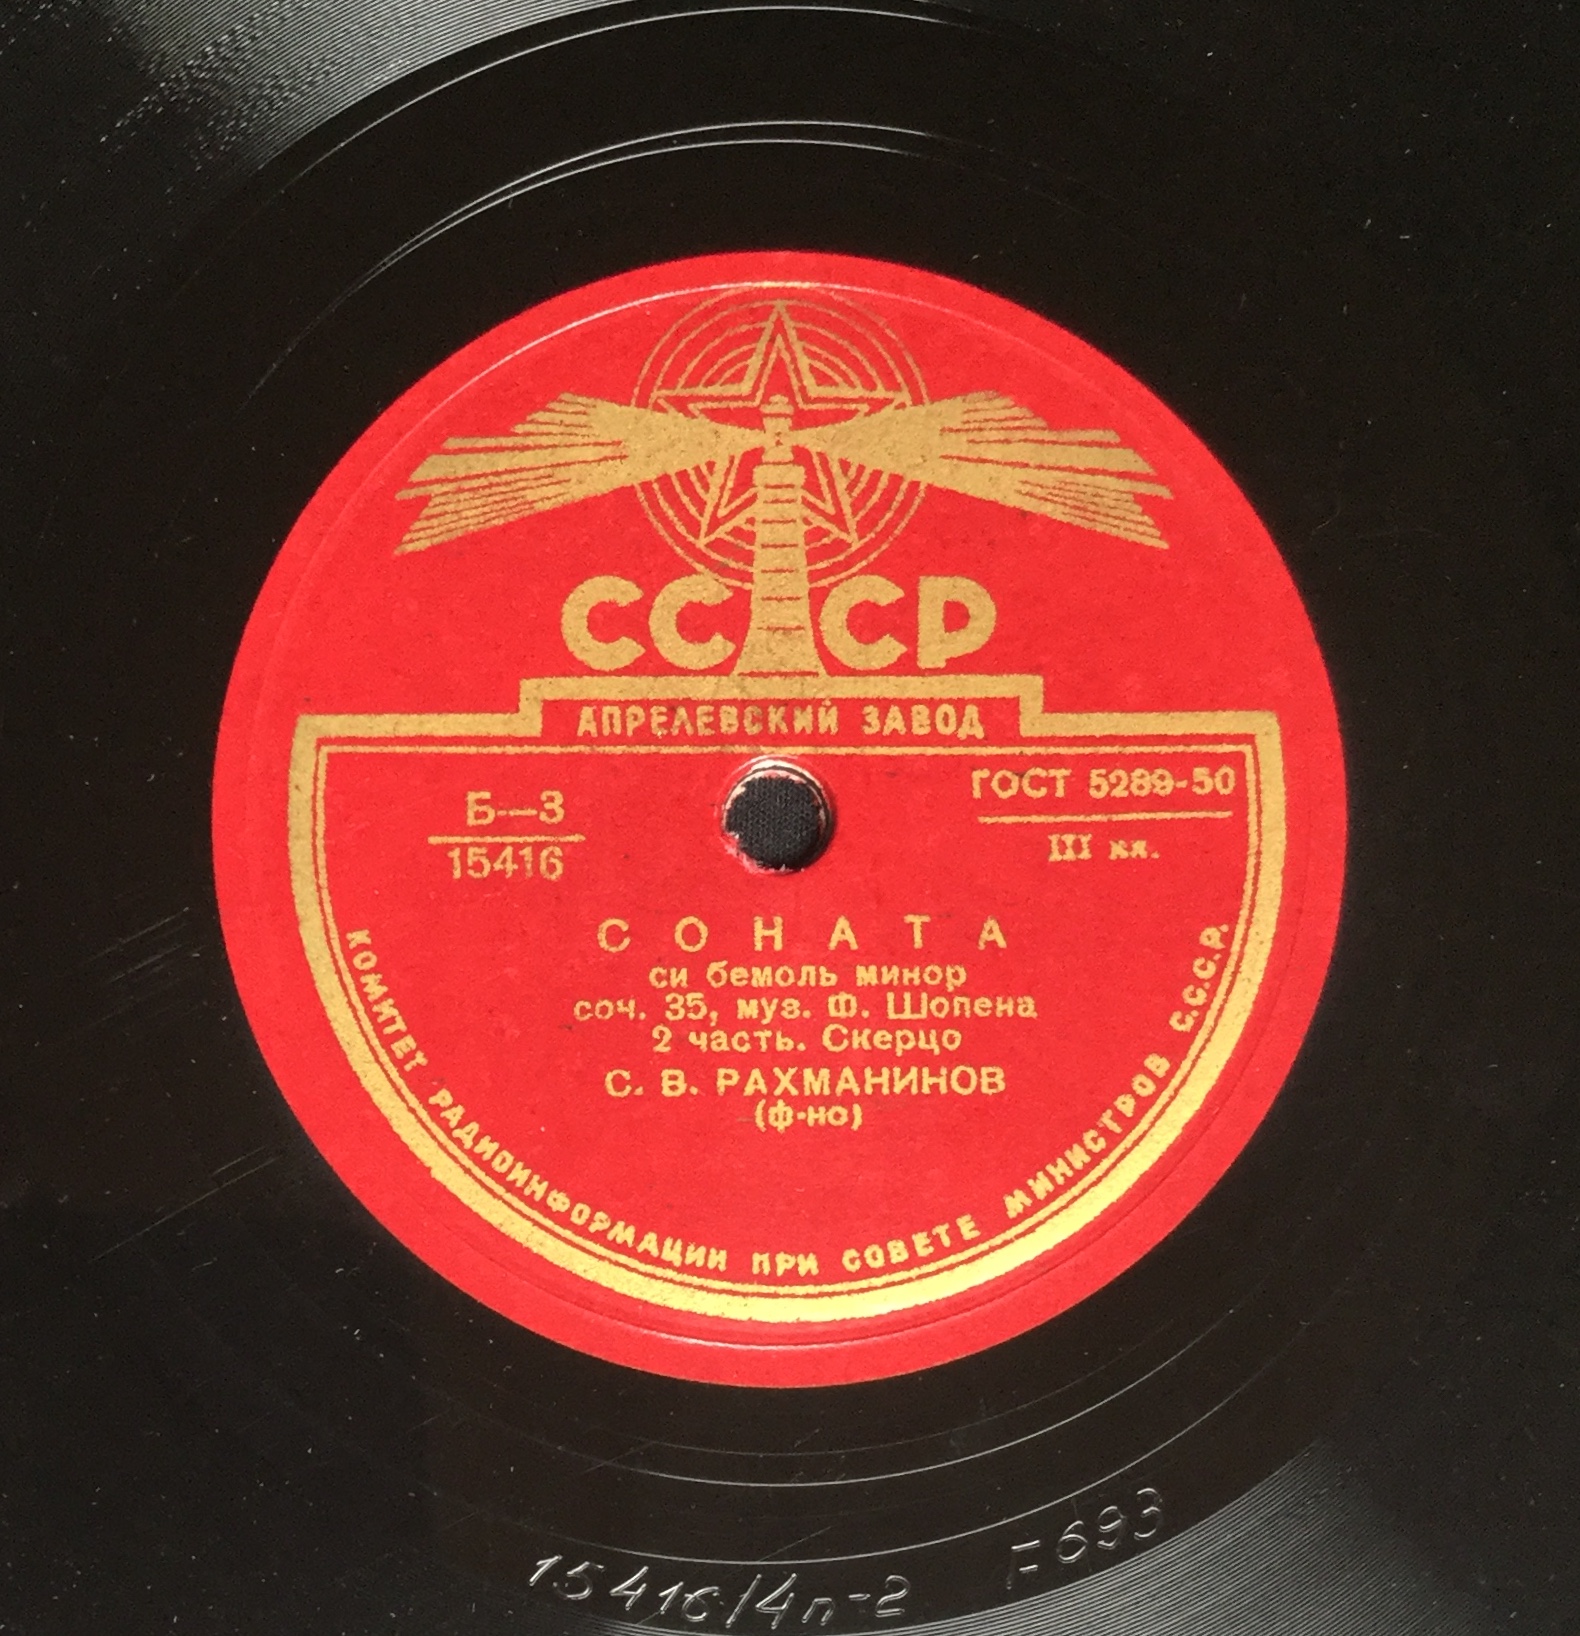 СССР
АПРЕЛЕВСКИЙ ЗАВОД
Б—3
15416
ГОСТ 5289-50
III кл.
СОНАТА
си бемоль минор
соч. 35, муз. Ф. Шопена
2 часть. Скерцо
С. В. РАХМАНИНОВ
(ф-но)
КОМИТЕТ РАДИОИНФОРМАЦИИ ПРИ СОВЕТЕ МИНИСТРОВ С.С.С.Р.
15416/4п-2 F693